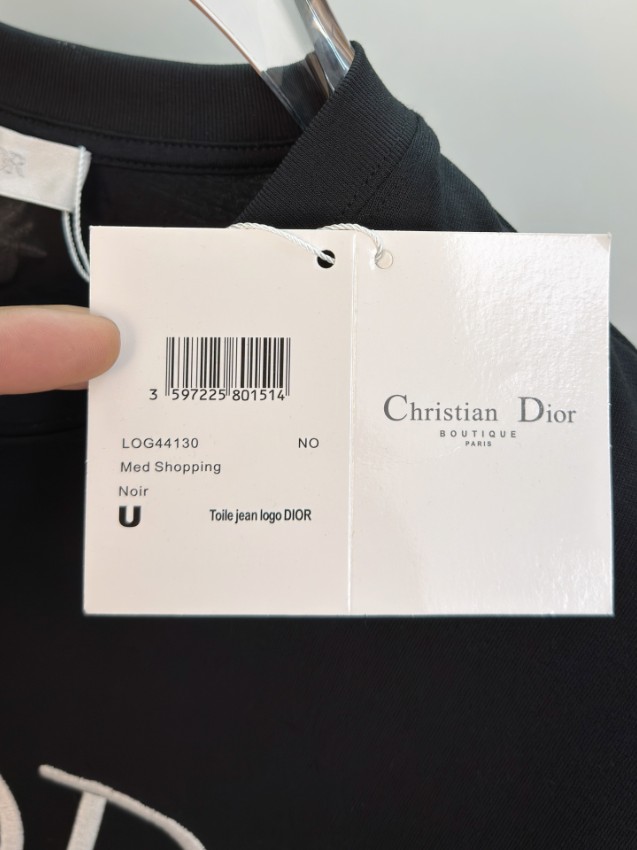 3 597225 801514
LOG44130 NO
Med Shopping
Noir
U Toile jean logo DIOR
Christian Dior
BOUTIQUE
PARIS